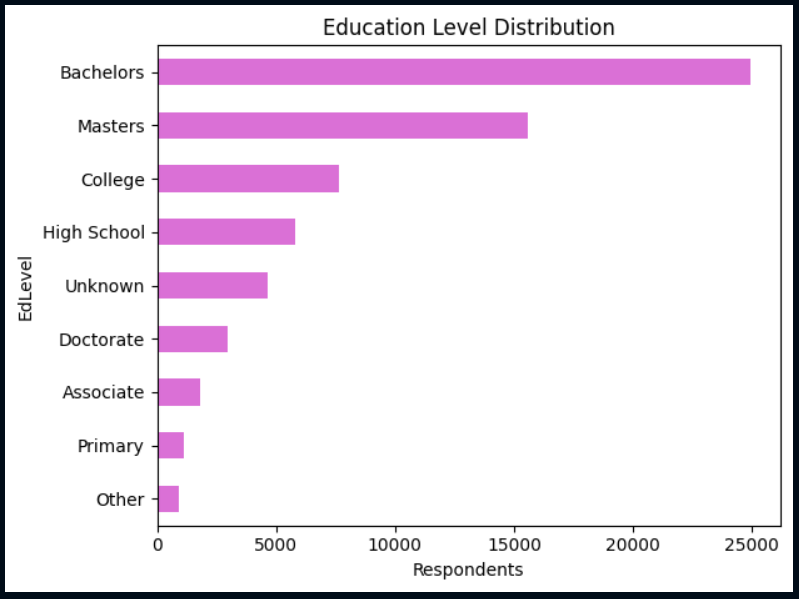 Education Level Distribution
Bachelors
Masters
College
High School
Unknown
Doctorate
Associate
Primary
Other
EdLevel
0 5000 10000 15000 20000 25000
Respondents